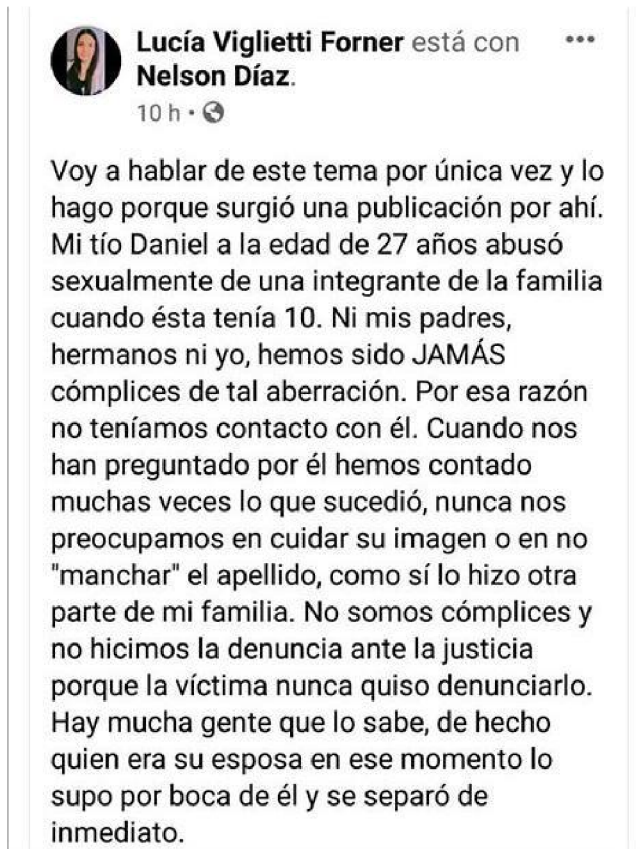 Lucía Viglietti Forner está con
Nelson Díaz.
10 h ·
Voy a hablar de este tema por única vez y lo
hago porque surgió una publicación por ahí.
Mi tío Daniel a la edad de 27 años abusó
sexualmente de una integrante de la familia
cuando ésta tenía 10. Ni mis padres,
hermanos ni yo, hemos sido JAMÁS
cómplices de tal aberración. Por esa razón
no teníamos contacto con él. Cuando nos
han preguntado por él hemos contado
muchas veces lo que sucedió, nunca nos
preocupamos en cuidar su imagen o en no
"manchar" el apellido, como sí lo hizo otra
parte de mi familia. No somos cómplices y
no hicimos la denuncia ante la justicia
porque la víctima nunca quiso denunciarlo.
Hay mucha gente que lo sabe, de hecho
quien era su esposa en ese momento lo
supo por boca de él y se separó de
inmediato.